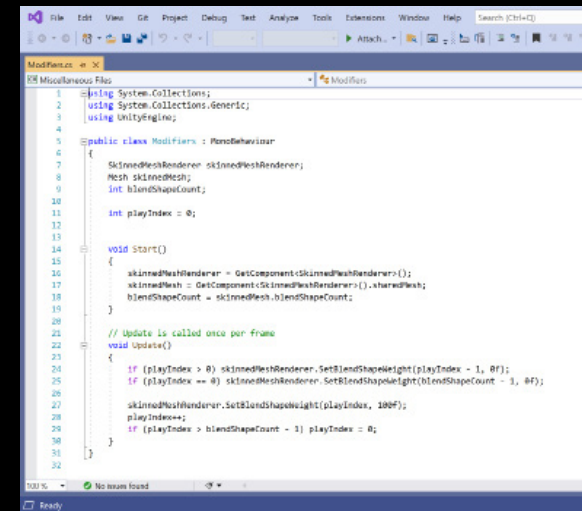 File Edit View Git Project Debug Test Analyze Tools Extensions Window Help Search (Ctrl+Q)
Attach...
Modifiers.cs
Miscellaneous Files Modifiers
1 using System.Collections;
2 using System.Collections.Generic;
3 using UnityEngine;
4
5 public class Modifiers : MonoBehaviour
6 {
7 SkinnedMeshRenderer skinnedMeshRenderer;
8 Mesh skinnedMesh;
9 int blendShapeCount;
10
11 int playIndex = 0;
12
13
14 void Start()
15 {
16 skinnedMeshRenderer = GetComponent<SkinnedMeshRenderer>();
17 skinnedMesh = GetComponent<SkinnedMeshRenderer>().sharedMesh;
18 blendShapeCount = skinnedMesh.blendShapeCount;
19 }
20
21 // Update is called once per frame
22 void Update()
23 {
24 if (playIndex > 0) skinnedMeshRenderer.SetBlendShapeWeight(playIndex - 1, 0f);
25 if (playIndex == 0) skinnedMeshRenderer.SetBlendShapeWeight(blendShapeCount - 1, 0f);
26
27 skinnedMeshRenderer.SetBlendShapeWeight(playIndex, 100f);
28 playIndex++;
29 if (playIndex > blendShapeCount - 1) playIndex = 0;
30 }
31 }
32
100 % No issues found
Ready